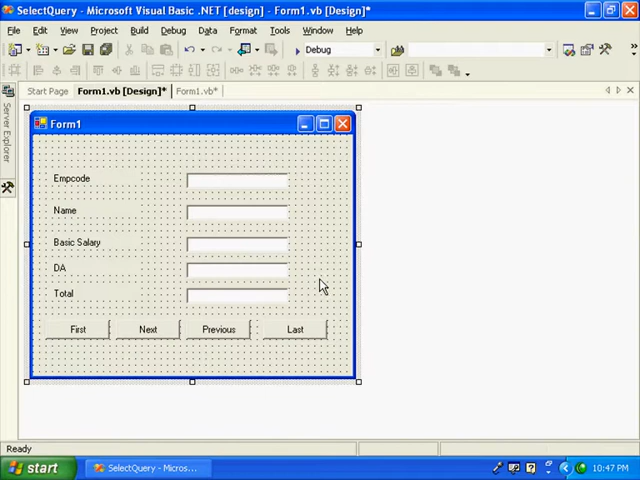 SelectQuery - Microsoft Visual Basic .NET [design] - Form1.vb [Design]*
File Edit View Project Build Debug Data Format Tools Window Help
Debug
Start Page Form1.vb [Design]* Form1.vb*
Server Explorer
Form1
Empcode
Name
Basic Salary
DA
Total
First Next Previous Last
Ready
start SelectQuery - Micros... 10:47 PM